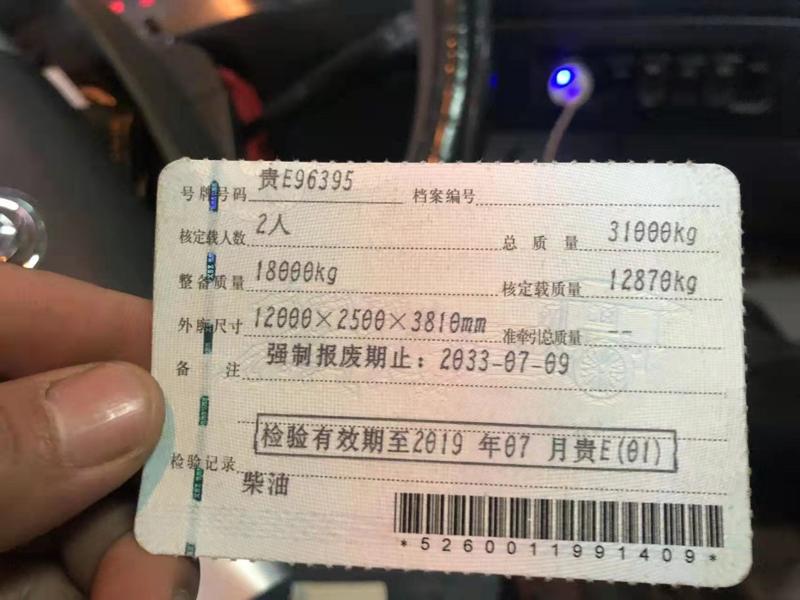 号牌号码 贵E96395 档案编号
核定载人数 2人 总质量 31000kg
整备质量 18000kg 核定载质量 12870kg
外廓尺寸 12000×2500×3810mm 准牵引总质量 --
备注 强制报废期止：2033-07-09
检验有效期至2019 年07 月贵E(01)
检验记录
柴油
*5260011991409*